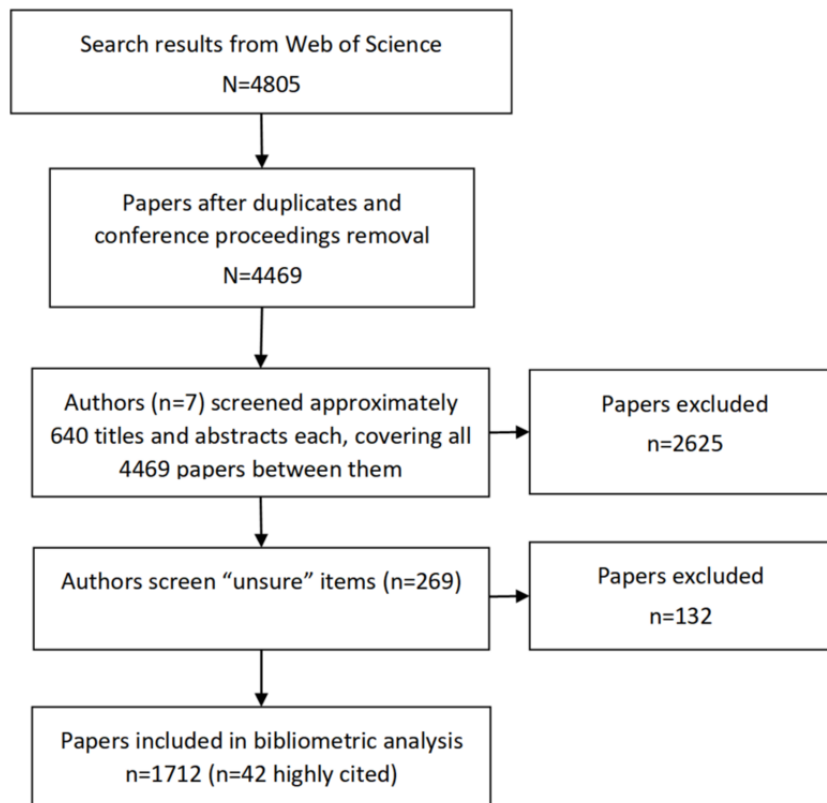 Search results from Web of Science
N=4805
Papers after duplicates and
conference proceedings removal
N=4469
Authors (n=7) screened approximately
640 titles and abstracts each, covering all
4469 papers between them
Papers excluded
n=2625
Authors screen “unsure” items (n=269)
Papers excluded
n=132
Papers included in bibliometric analysis
n=1712 (n=42 highly cited)